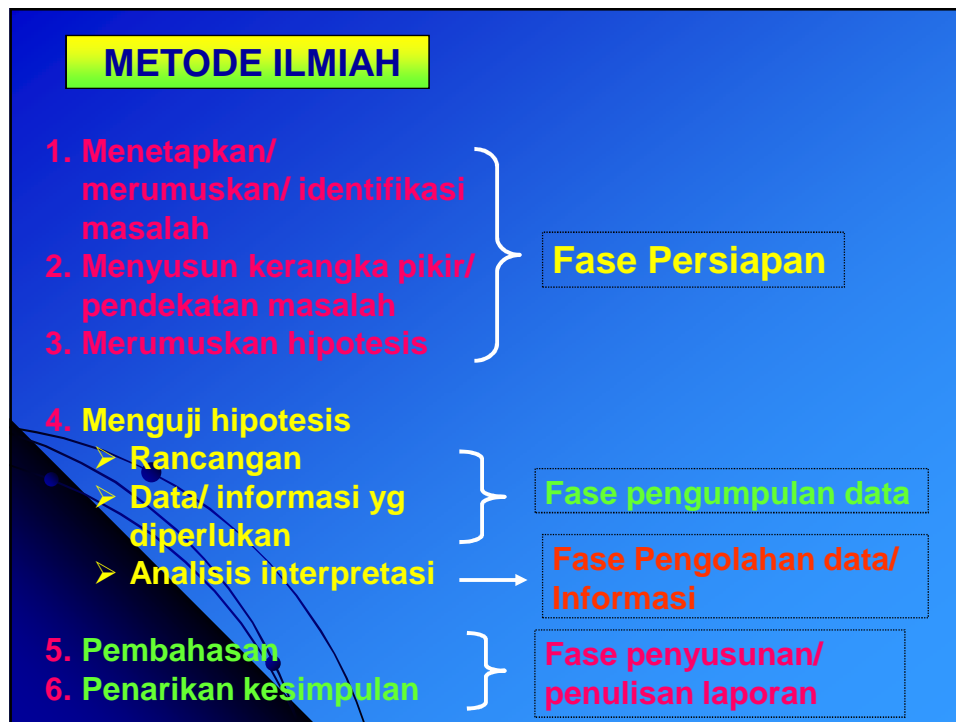 METODE ILMIAH
1. Menetapkan/
merumuskan/ identifikasi
masalah
2. Menyusun kerangka pikir/
pendekatan masalah
3. Merumuskan hipotesis
Fase Persiapan
4. Menguji hipotesis
➢ Rancangan
➢ Data/ informasi yg
diperlukan
Fase pengumpulan data
➢ Analisis interpretasi
Fase Pengolahan data/
Informasi
5. Pembahasan
6. Penarikan kesimpulan
Fase penyusunan/
penulisan laporan